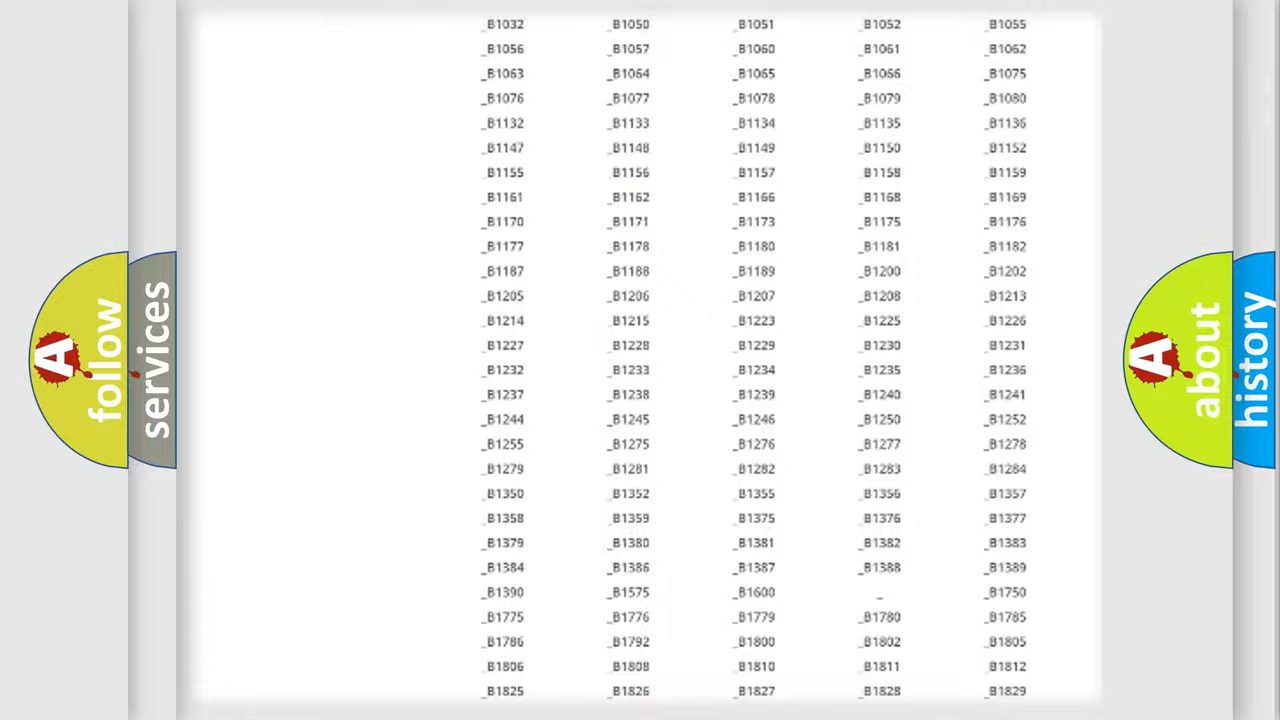 _B1032 _B1050 _B1051 _B1052 _B1055
_B1056 _B1057 _B1060 _B1061 _B1062
_B1063 _B1064 _B1065 _B1066 _B1075
_B1076 _B1077 _B1078 _B1079 _B1080
_B1132 _B1133 _B1134 _B1135 _B1136
_B1147 _B1148 _B1149 _B1150 _B1152
_B1155 _B1156 _B1157 _B1158 _B1159
_B1161 _B1162 _B1166 _B1168 _B1169
_B1170 _B1171 _B1173 _B1175 _B1176
_B1177 _B1178 _B1180 _B1181 _B1182
_B1187 _B1188 _B1189 _B1200 _B1202
_B1205 _B1206 _B1207 _B1208 _B1213
_B1214 _B1215 _B1223 _B1225 _B1226
_B1227 _B1228 _B1229 _B1230 _B1231
_B1232 _B1233 _B1234 _B1235 _B1236
_B1237 _B1238 _B1239 _B1240 _B1241
_B1244 _B1245 _B1246 _B1250 _B1252
_B1255 _B1275 _B1276 _B1277 _B1278
_B1279 _B1281 _B1282 _B1283 _B1284
_B1350 _B1352 _B1355 _B1356 _B1357
_B1358 _B1359 _B1375 _B1376 _B1377
_B1379 _B1380 _B1381 _B1382 _B1383
_B1384 _B1386 _B1387 _B1388 _B1389
_B1390 _B1575 _B1600 _ _B1750
_B1775 _B1776 _B1779 _B1780 _B1785
_B1786 _B1792 _B1800 _B1802 _B1805
_B1806 _B1808 _B1810 _B1811 _B1812
_B1825 _B1826 _B1827 _B1828 _B1829
A
follow
services
A
about
history